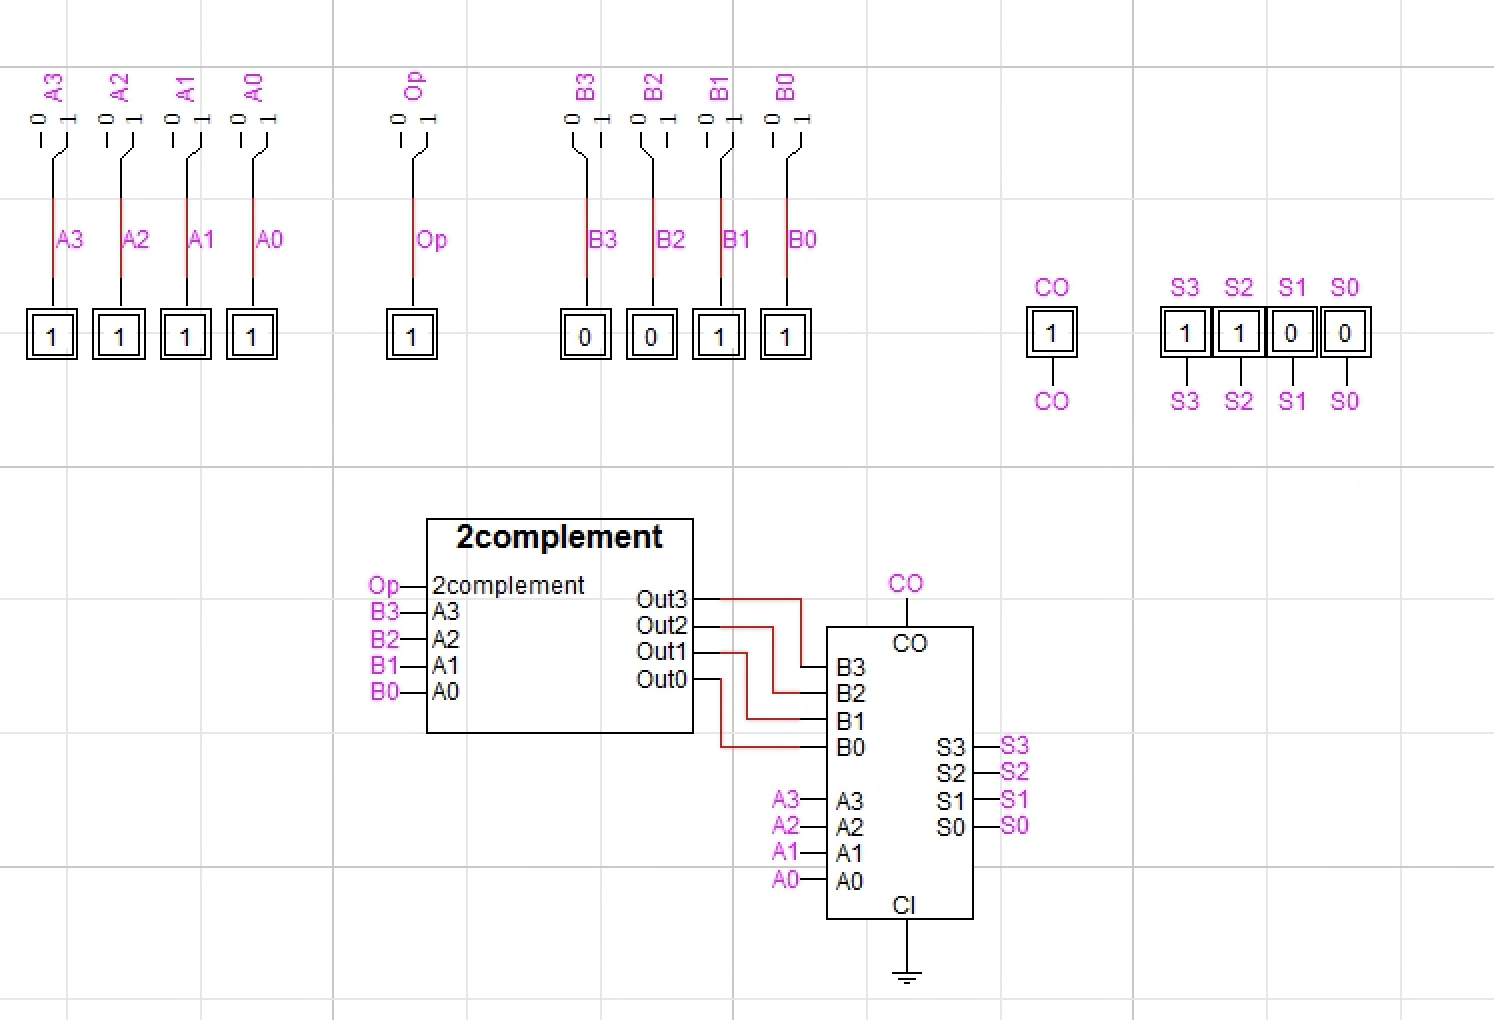 A3 A2 A1 A0 Op B3 B2 B1 B0
0 1 0 1 0 1 0 1 0 1 0 1 0 1 0 1 0 1
A3 A2 A1 A0 Op B3 B2 B1 B0
CO S3 S2 S1 S0
1 1 1 1 1 0 0 1 1 1 1 1 0 0
CO S3 S2 S1 S0
2complement
Op 2complement
B3 A3 Out3
B2 A2 Out2
B1 A1 Out1
B0 A0 Out0
CO
CO
B3
B2
B1
B0 S3 S3
S2 S2
A3 A3 S1 S1
A2 A2 S0 S0
A1 A1
A0 A0
CI